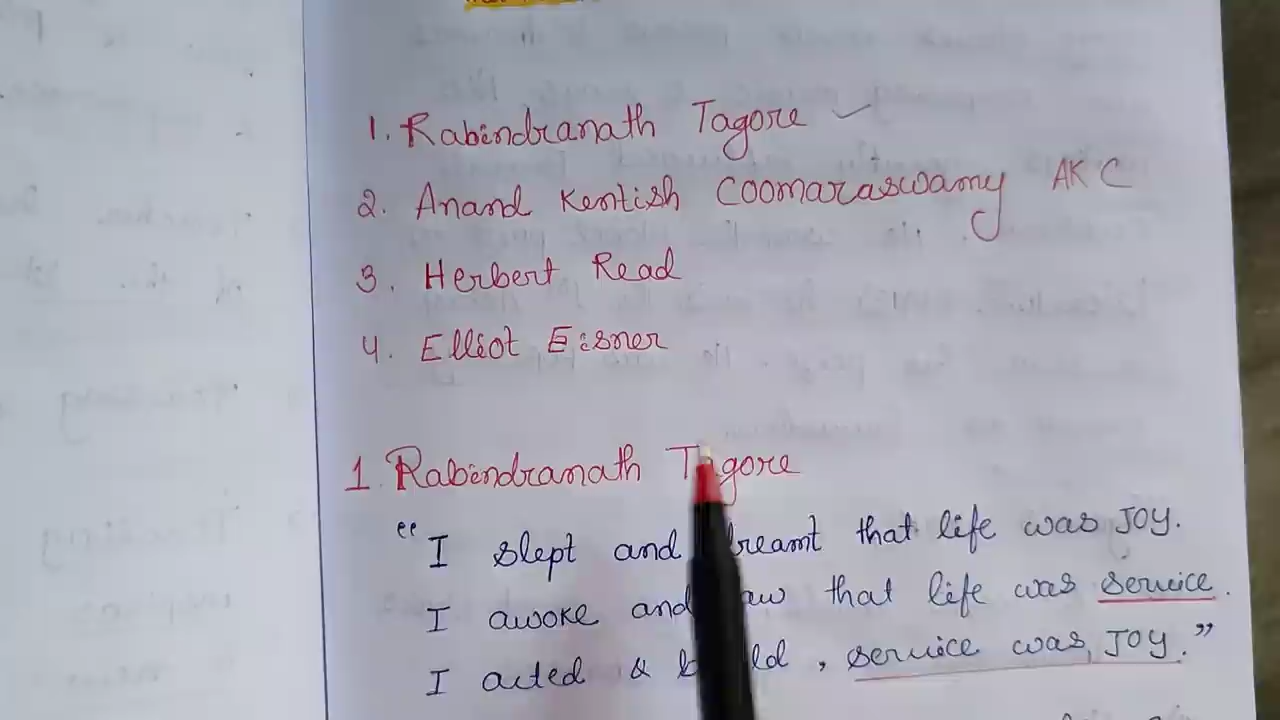 1. Rabindranath Tagore ✓
2. Anand Kentish Coomaraswamy AKC
3. Herbert Read
4. Elliot Eisner
1. Rabindranath Tagore
"I slept and dreamt that life was JOY.
I awoke and saw that life was service.
I acted & , service was JOY."